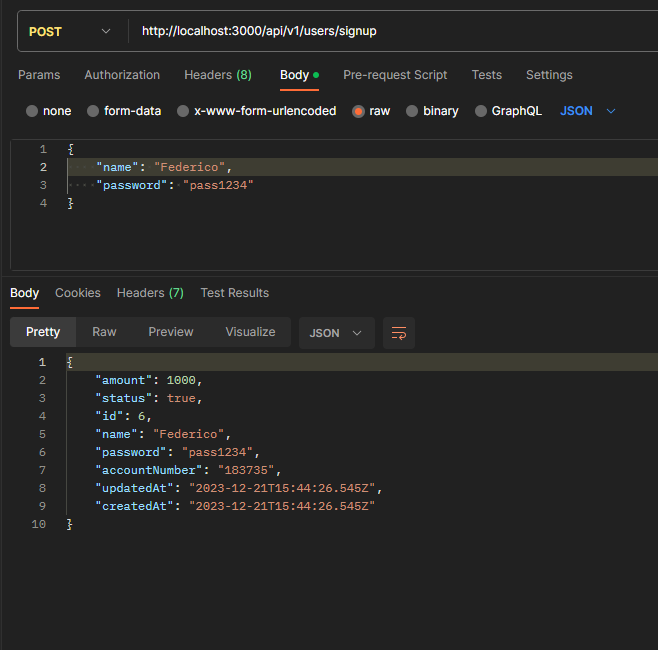 POST http://localhost:3000/api/v1/users/signup
Params Authorization Headers (8) Body Pre-request Script Tests Settings
none form-data x-www-form-urlencoded raw binary GraphQL JSON
1 {
2 ····"name":·"Federico",
3 ····"password":·"pass1234"
4 }
Body Cookies Headers (7) Test Results
Pretty Raw Preview Visualize JSON
1 {
2 "amount": 1000,
3 "status": true,
4 "id": 6,
5 "name": "Federico",
6 "password": "pass1234",
7 "accountNumber": "183735",
8 "updatedAt": "2023-12-21T15:44:26.545Z",
9 "createdAt": "2023-12-21T15:44:26.545Z"
10 }